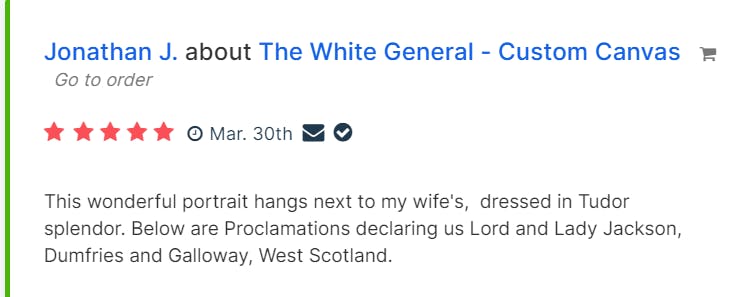 Jonathan J. about The White General - Custom Canvas
Go to order
Mar. 30th
This wonderful portrait hangs next to my wife's,  dressed in Tudor
splendor. Below are Proclamations declaring us Lord and Lady Jackson,
Dumfries and Galloway, West Scotland.